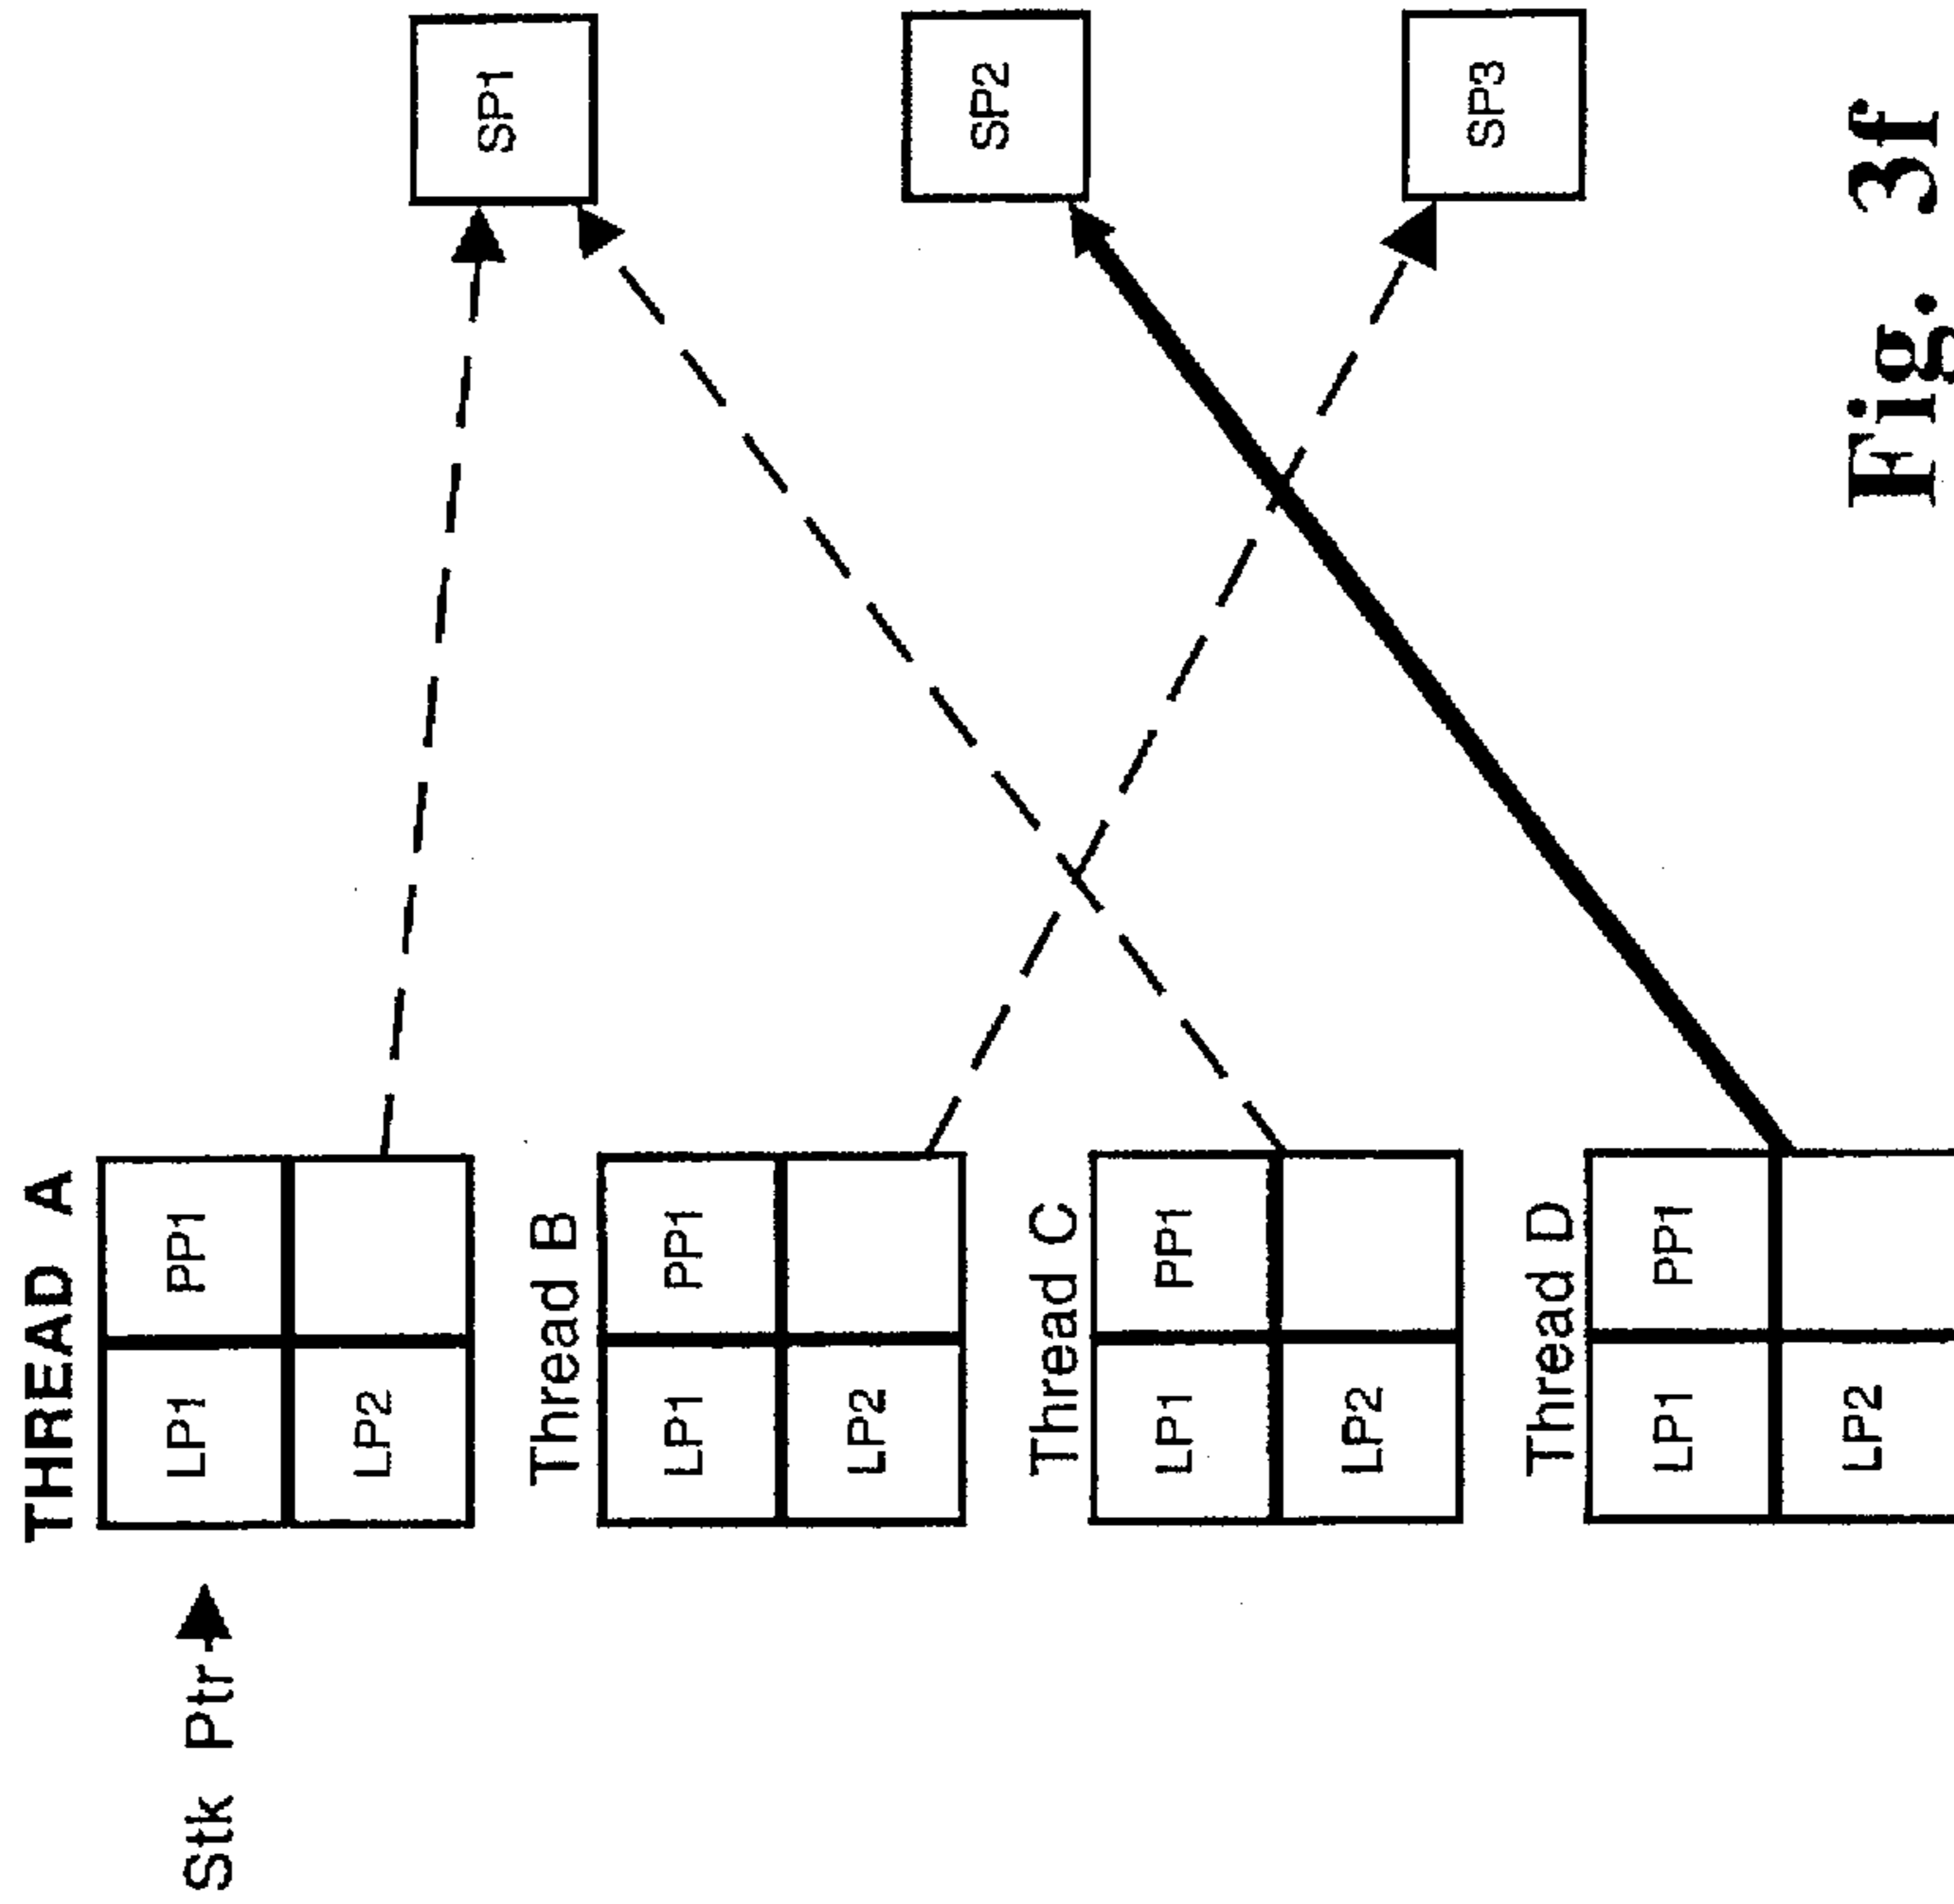 THREAD A
Stk Ptr
LP1 PP1
LP2
SP1
Thread B
LP1 PP1
LP2
SP2
Thread C
LP1 PP1
LP2
SP3
Thread D
LP1 PP1
LP2
Fig. 3f